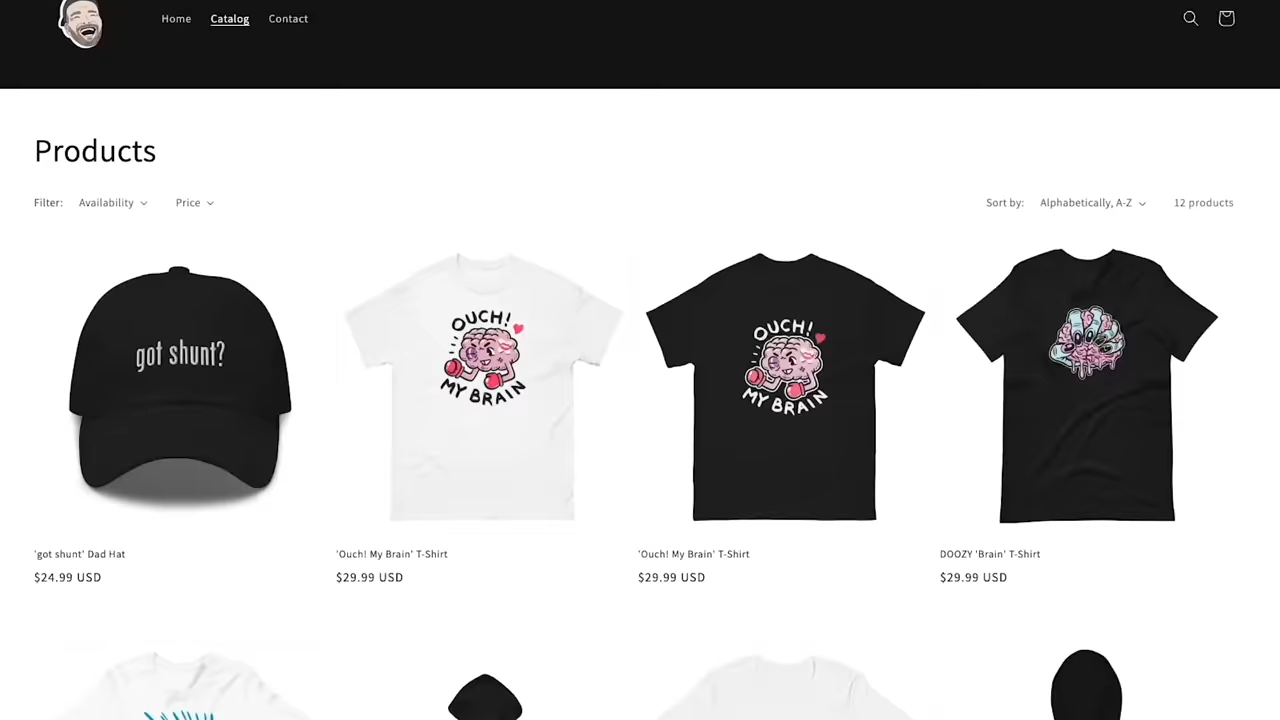 Home Catalog Contact
Products
Filter: Availability Price Sort by: Alphabetically, A-Z 12 products
got shunt?
OUCH!
MY BRAIN
OUCH!
MY BRAIN
'got shunt' Dad Hat
$24.99 USD
'Ouch! My Brain' T-Shirt
$29.99 USD
'Ouch! My Brain' T-Shirt
$29.99 USD
DOOZY 'Brain' T-Shirt
$29.99 USD